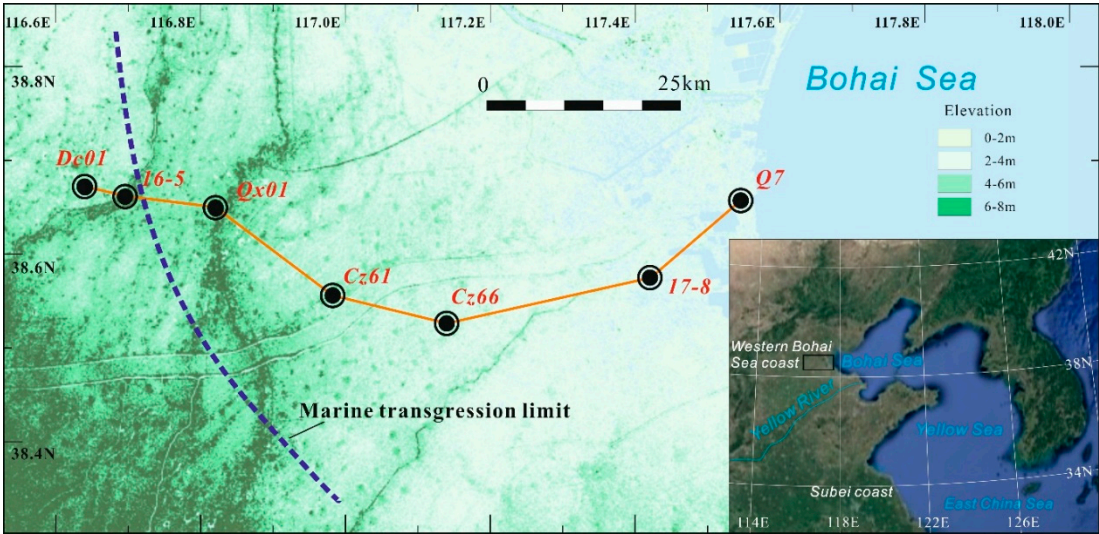 116.6E
116.8E
117.0E
117.2E
117.4E
117.6E
118.0E
38.8N
38.6N
38.4N
0
25km
Bohai Sea
Elevation
0-2m
2-4m
4-6m
6-8m
Dc01
16-5
Qx01
Cz61
Cz66
17-8
Q7
Marine transgression limit
42N
Western Bohai
Sea coast
Bohai Sea
38N
Yellow River
Yellow Sea
34N
Subei coast
East China Sea
114E
118E
122E
126E